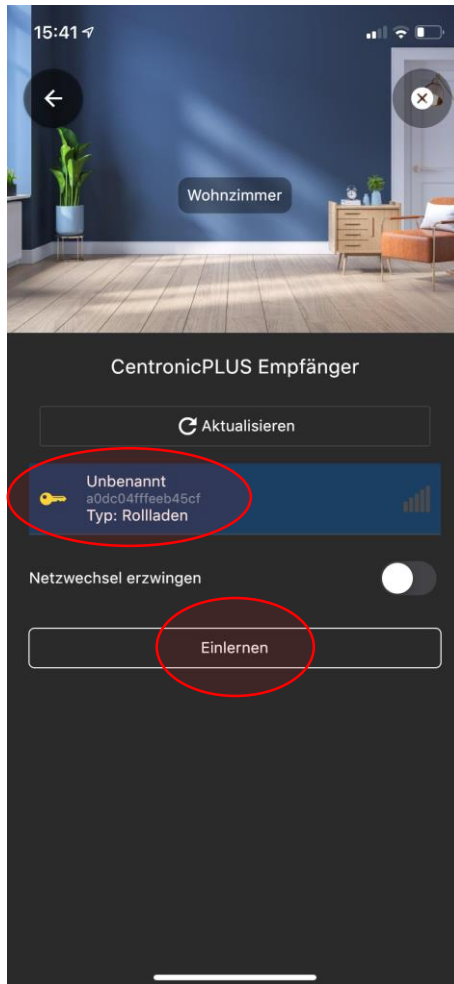 15:41
Wohnzimmer
CentronicPLUS Empfänger
Aktualisieren
Unbenannt
a0dc04fffeeb45cf
Typ: Rollladen
Netzwechsel erzwingen
Einlernen